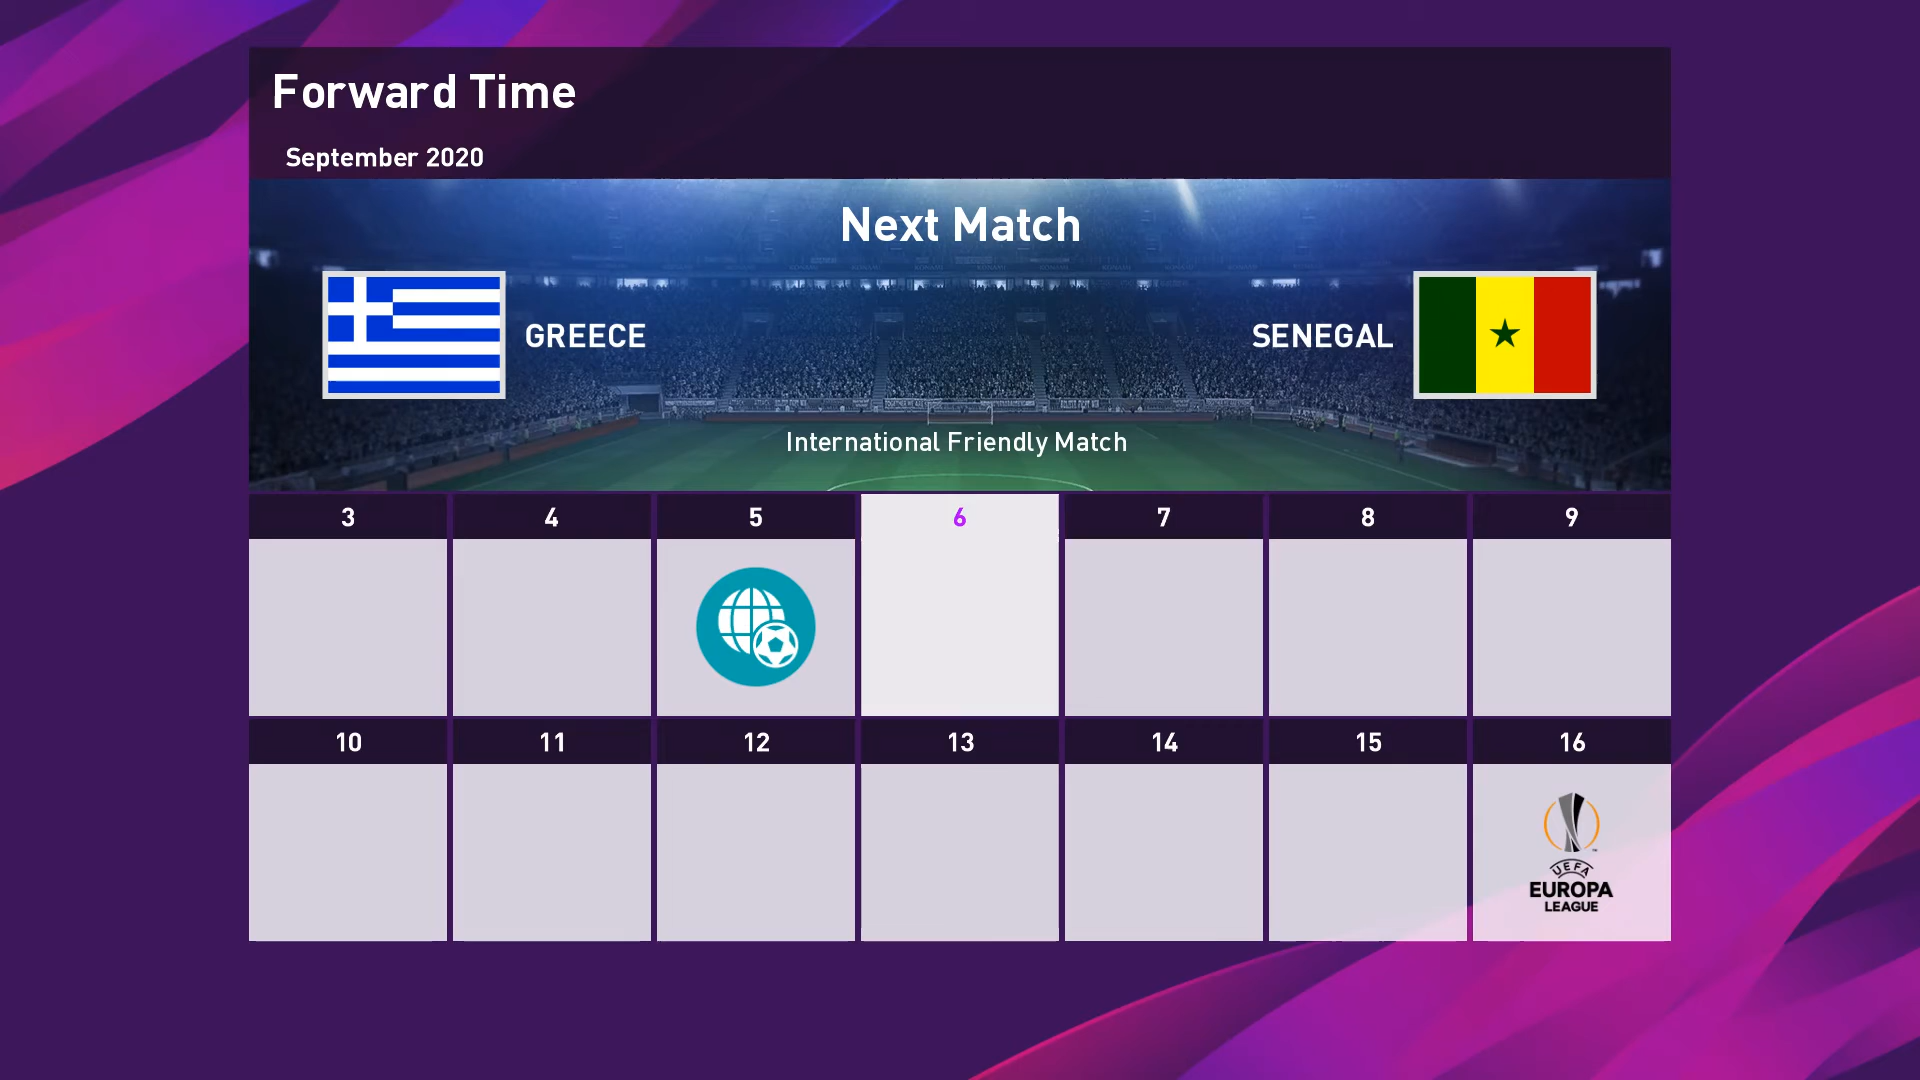 Forward Time
September 2020
Next Match
GREECE
SENEGAL
International Friendly Match
3 4 5 6 7 8 9
10 11 12 13 14 15 16
UEFA
EUROPA
LEAGUE